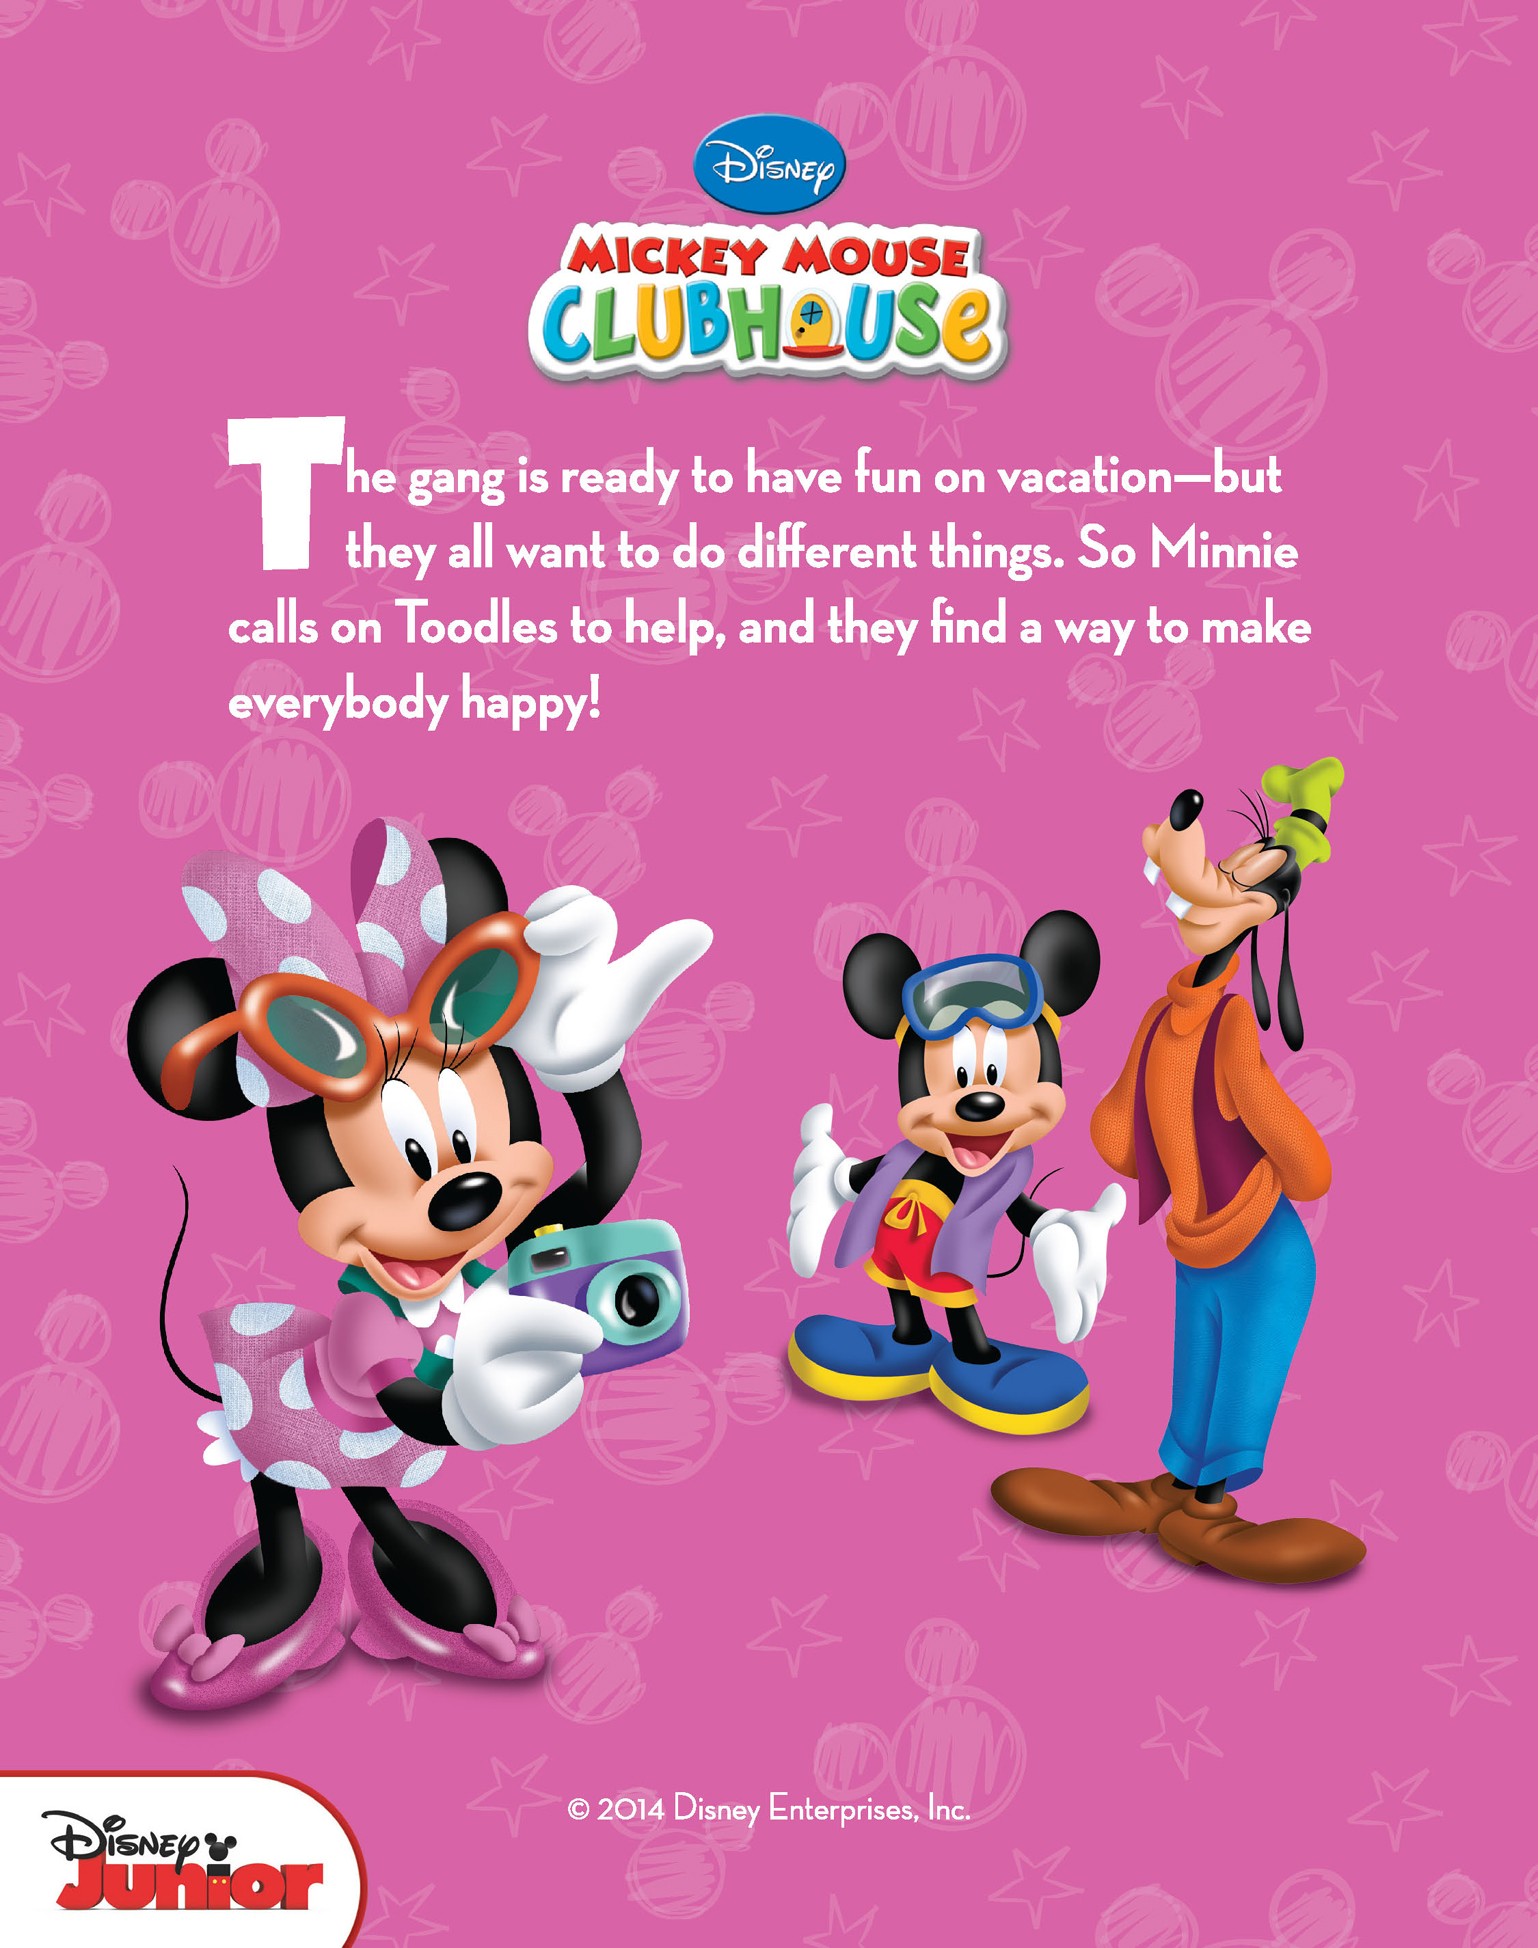 Disney
MICKEY MOUSE
CLUBHOUSE
The gang is ready to have fun on vacation—but
they all want to do different things. So Minnie
calls on Toodles to help, and they find a way to make
everybody happy!
© 2014 Disney Enterprises, Inc.
Disney
Junior